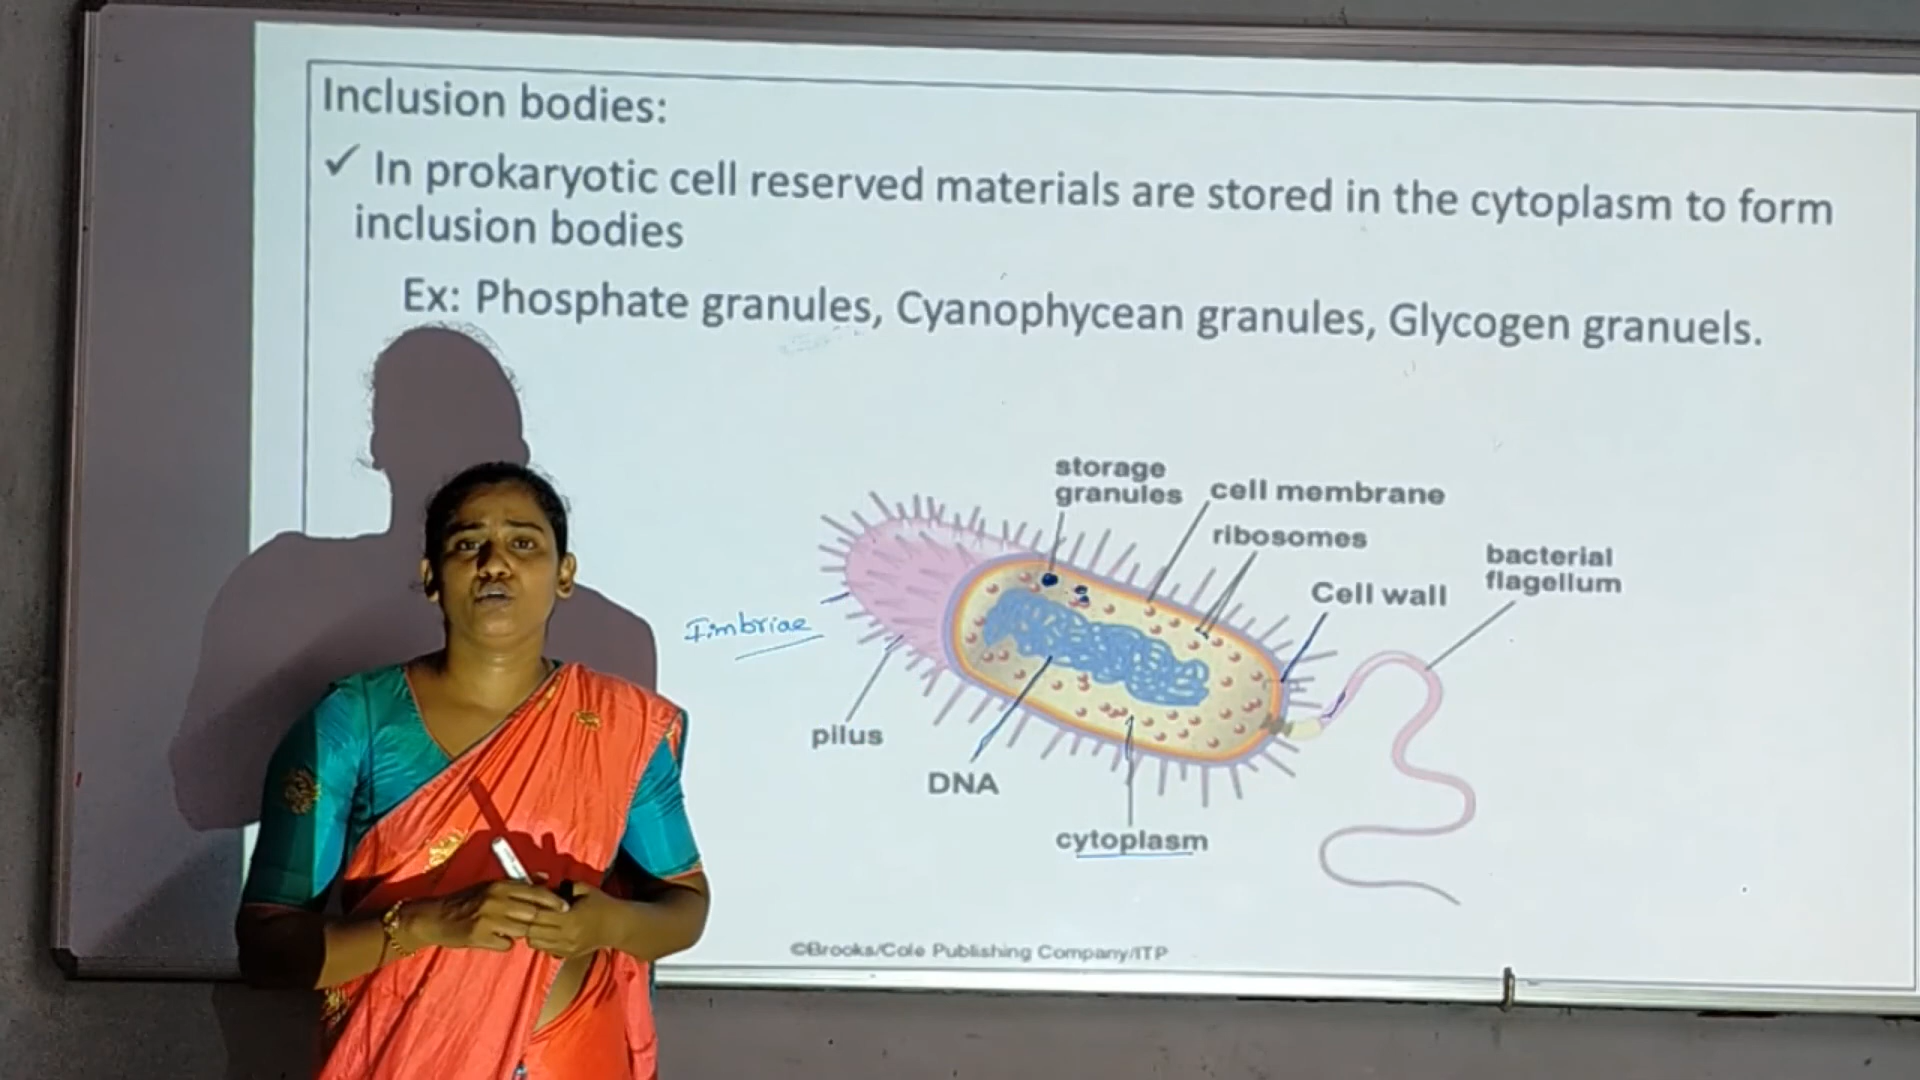 Inclusion bodies:
✓ In prokaryotic cell reserved materials are stored in the cytoplasm to form
inclusion bodies
Ex: Phosphate granules, Cyanophycean granules, Glycogen granuels.
storage
granules
cell membrane
ribosomes
bacterial
flagellum
Cell wall
Fimbriae
pilus
DNA
cytoplasm
©Brooks/Cole Publishing Company/ITP